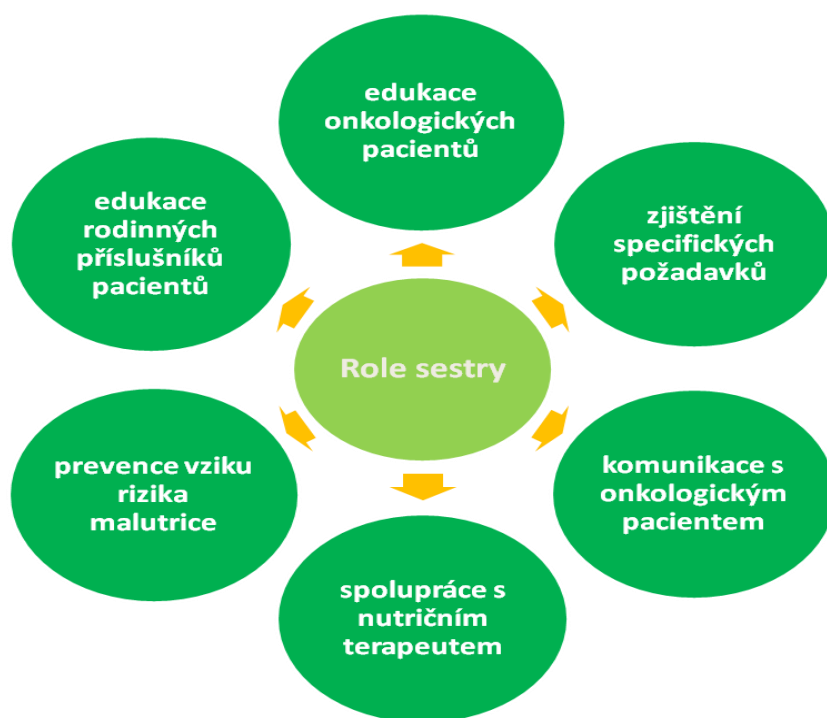 edukace
onkologických
pacientů
zjištění
specifických
požadavků
komunikace s
onkologickým
pacientem
spolupráce s
nutričním
terapeutem
prevence vziku
rizika
malutrice
edukace
rodinných
příslušníků
pacientů
Role sestry